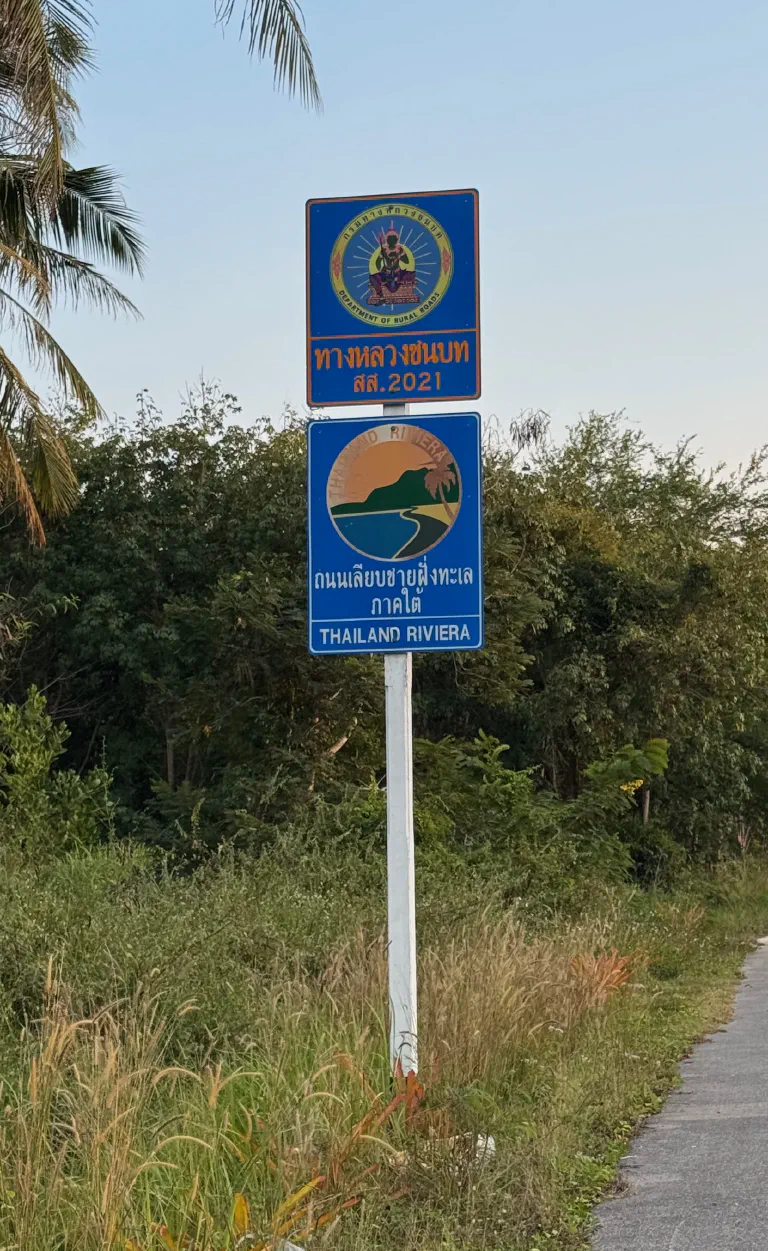 กรมทางหลวงชนบท
DEPARTMENT OF RURAL ROADS
ทางหลวงชนบท
สส.2021
THAILAND RIVIERA
ถนนเลียบชายฝั่งทะเล
ภาคใต้
THAILAND RIVIERA